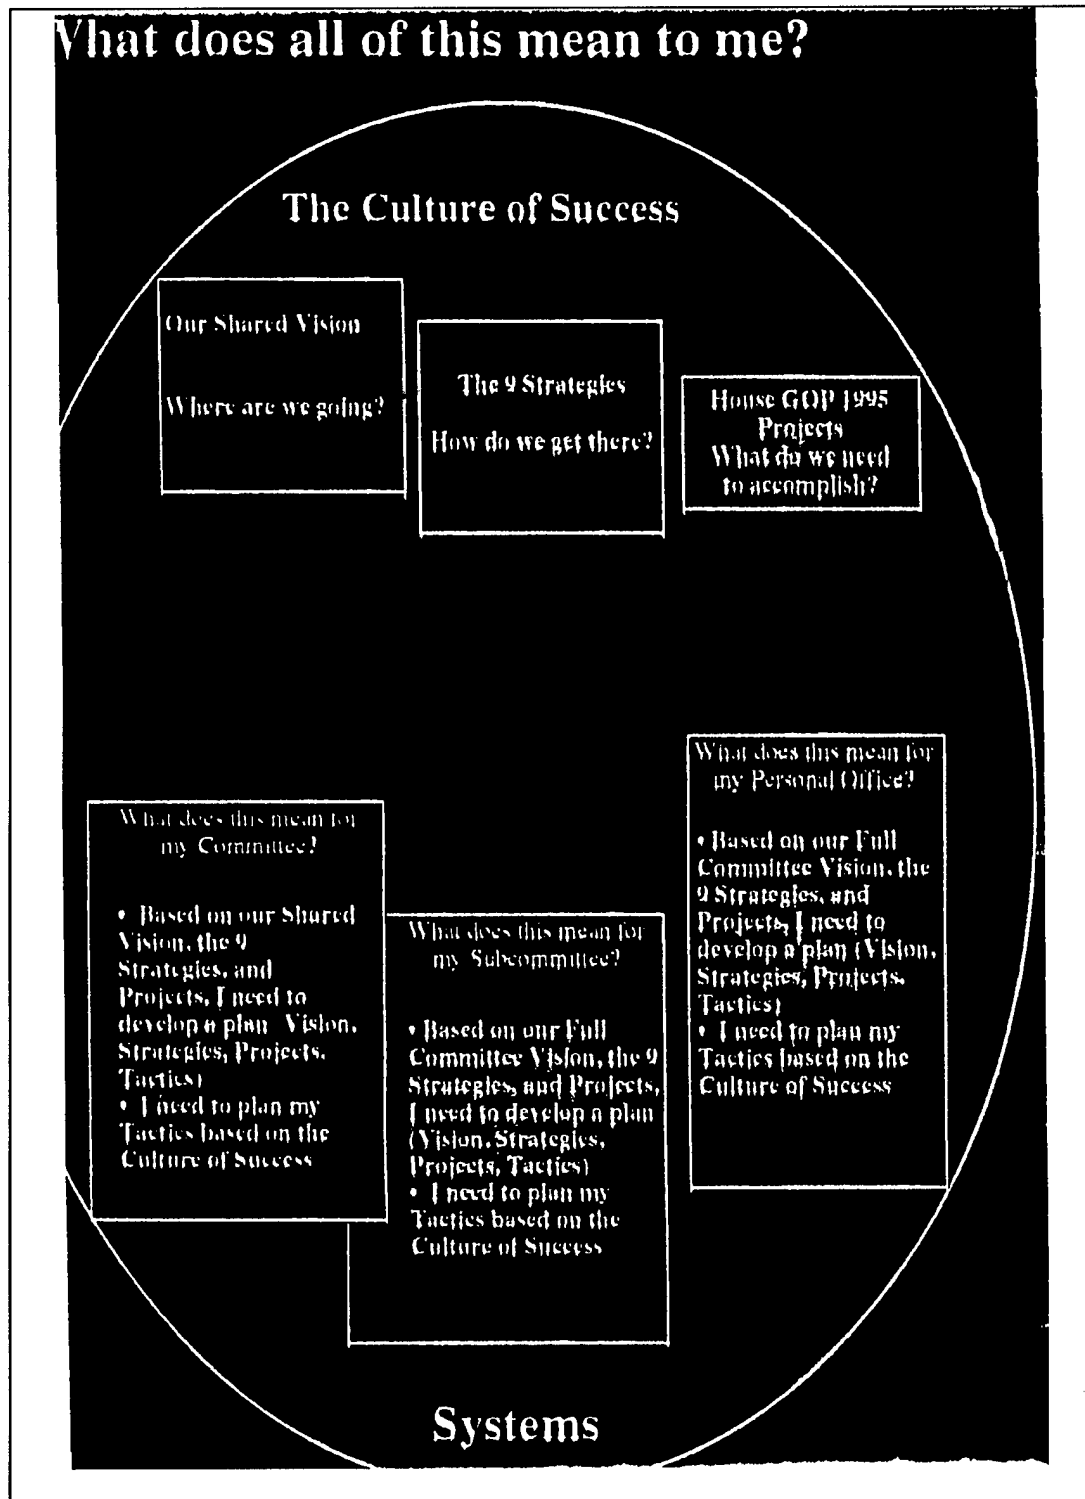 What does all of this mean to me?
The Culture of Success
Our Shared Vision
Where are we going?
The 9 Strategies
How do we get there?
House GOP 1995
Projects
What do we need
to accomplish?
What does this mean for
my Committee?
• Based on our Shared
Vision, the 9
Strategies, and
Projects, I need to
develop a plan Vision,
Strategies, Projects,
Tactics)
• I need to plan my
Tactics based on the
Culture of Success
What does this mean for
my Subcommittee?
• Based on our Full
Committee Vision, the 9
Strategies, and Projects,
I need to develop a plan
(Vision, Strategies,
Projects, Tactics)
• I need to plan my
Tactics based on the
Culture of Success
What does this mean for
my Personal Office?
• Based on our Full
Committee Vision, the
9 Strategies, and
Projects, I need to
develop a plan (Vision,
Strategies, Projects,
Tactics)
• I need to plan my
Tactics based on the
Culture of Success
Systems